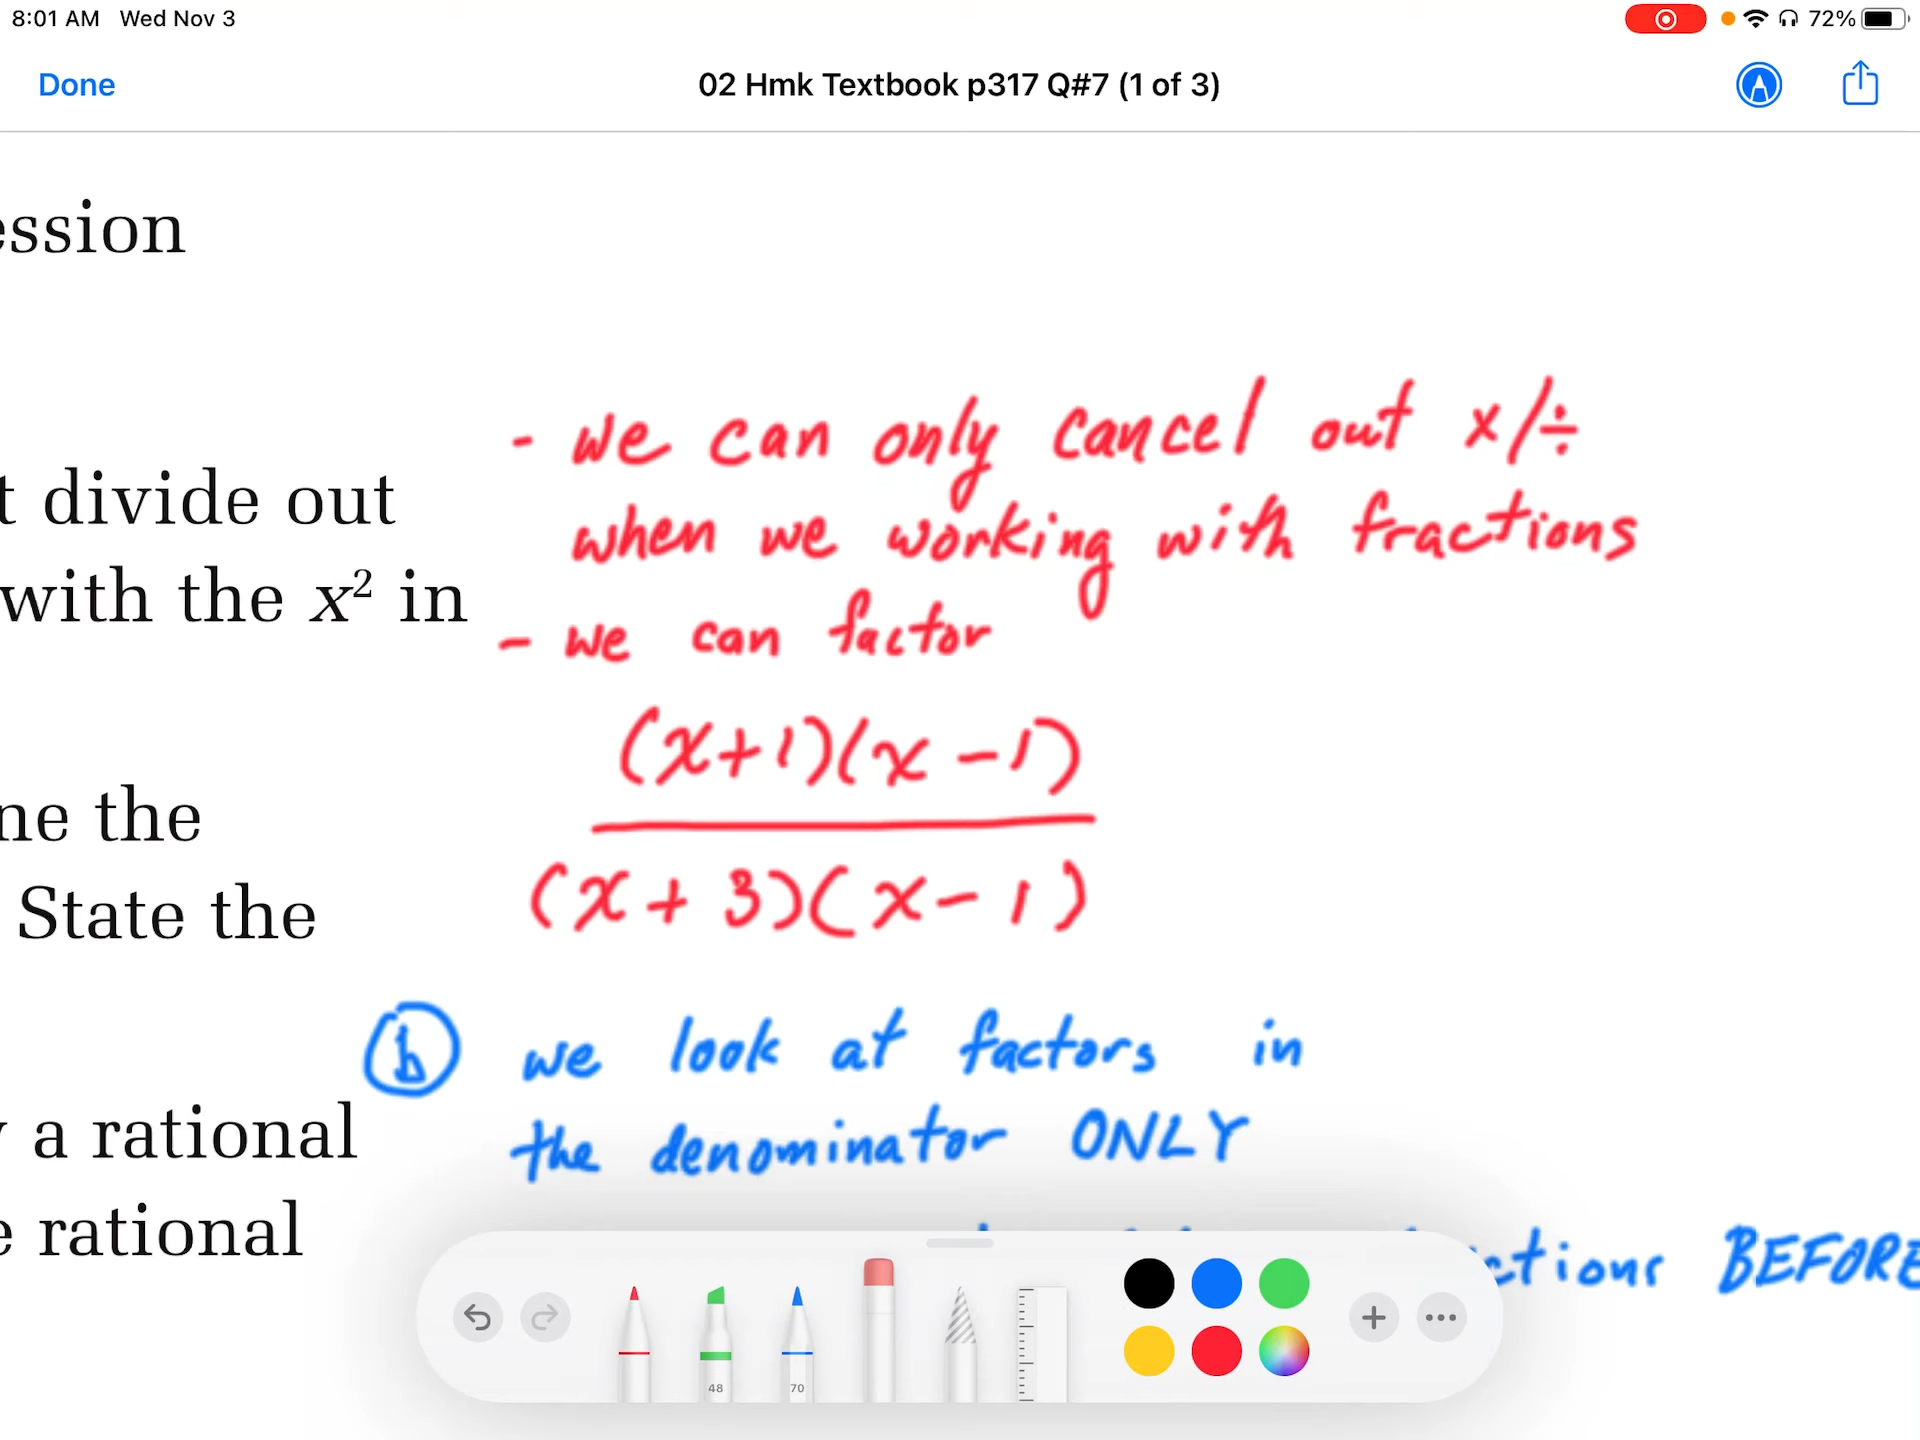 8:01 AM Wed Nov 3
72%
Done
02 Hmk Textbook p317 Q#7 (1 of 3)
ession
- we can only cancel out x/÷
t divide out
when we working with fractions
with the x² in
- we can factor
(x+1)(x-1)
ne the
(x+3)(x-1)
State the
b we look at factors in
a rational
the denominator ONLY
e rational
ctions BEFORE
48
70